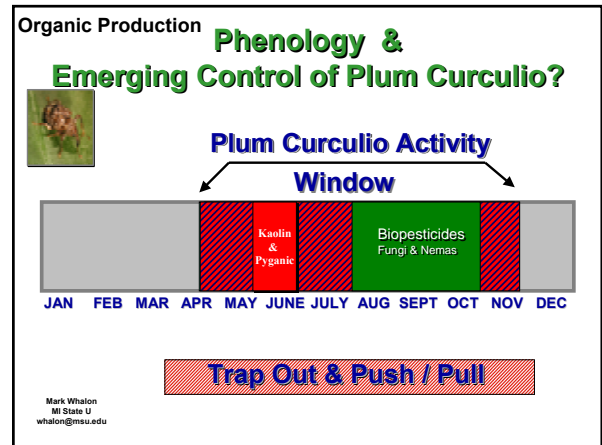 Organic Production
Phenology &
Emerging Control of Plum Curculio?
Plum Curculio Activity
Window
Kaolin
&
Pyganic
Biopesticides
Fungi & Nemas
JAN FEB MAR APR MAY JUNE JULY AUG SEPT OCT NOV DEC
Trap Out & Push / Pull
Mark Whalon
MI State U
whalon@msu.edu